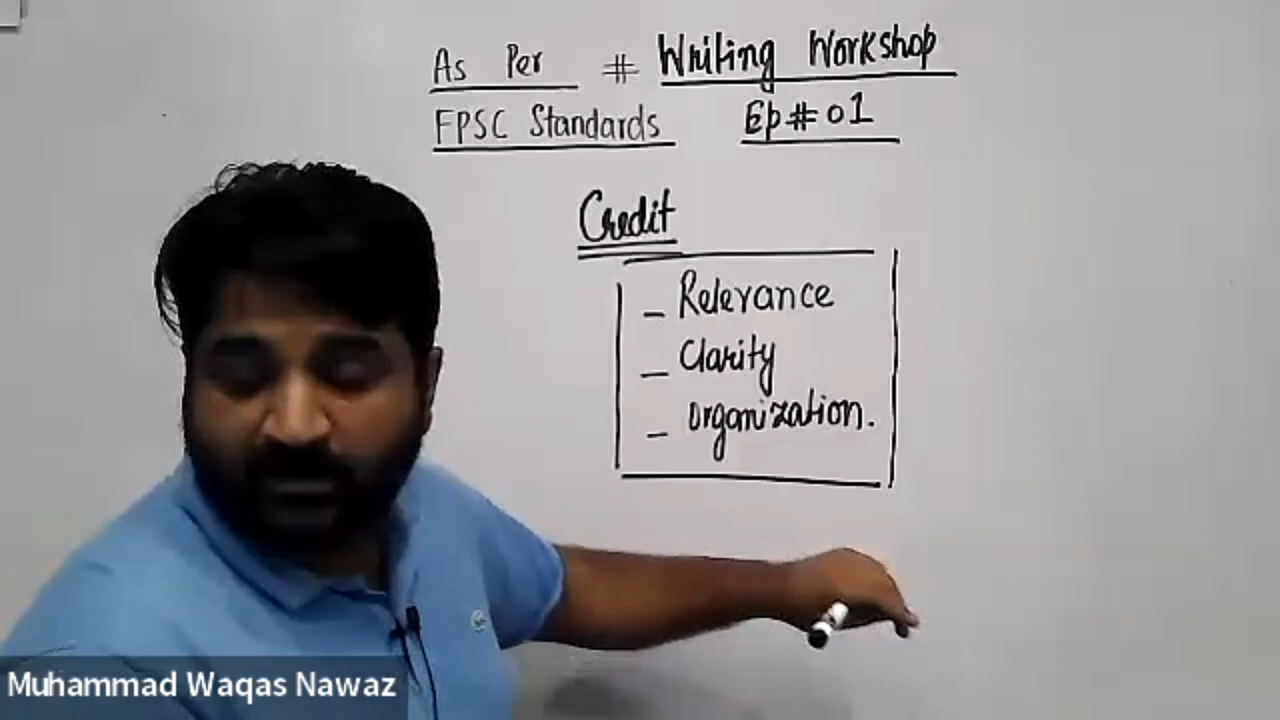 As Per # Writing Workshop
FPSC Standards Ep#01
Credit
- Relevance
- Clarity
- Organization.
Muhammad Waqas Nawaz